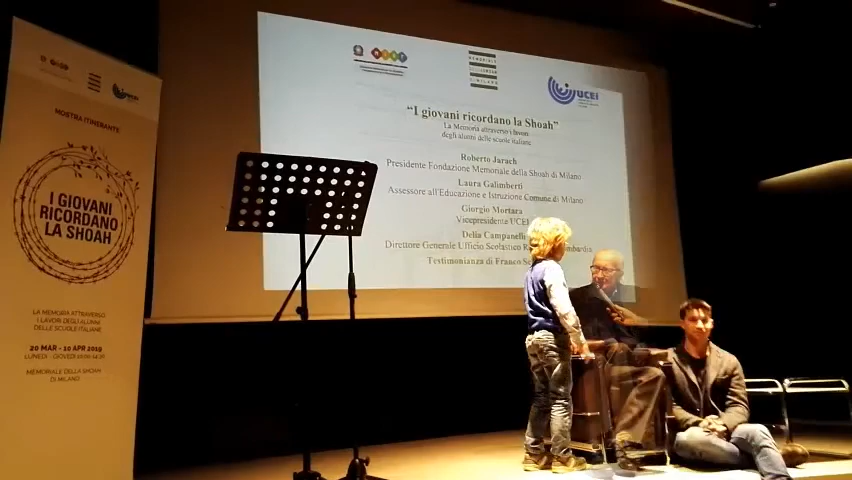 MOSTRA ITINERANTE
I GIOVANI
RICORDANO
LA SHOAH
LA MEMORIA ATTRAVERSO
I LAVORI DEGLI ALUNNI
DELLE SCUOLE ITALIANE
20 MAR - 10 APR 2019
MEMORIALE DELLA SHOAH
DI MILANO
UCEI
“I giovani ricordano la Shoah”
La Memoria attraverso i lavori
degli alunni delle scuole italiane
Roberto Jarach
Presidente Fondazione Memoriale della Shoah di Milano
Laura Galimberti
Assessore all'Educazione e Istruzione Comune di Milano
Giorgio Mortara
Vicepresidente UCEI
Delia Campanelli
Direttore Generale Ufficio Scolastico
Testimonianza di Franco